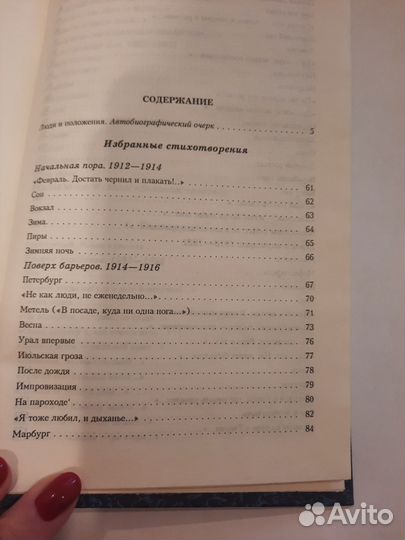 СОДЕРЖАНИЕ
Люди и положения. Автобиографический очерк 5
Избранные стихотворения
Начальная пора. 1912—1914
«Февраль. Достать чернил и плакать!..» 61
Сон 62
Вокзал 63
Зима 64
Пиры 65
Зимняя ночь 66
Поверх барьеров. 1914—1916
Петербург 67
«Не как люди, не еженедельно...» 70
Метель («В посаде, куда ни одна нога...») 71
Весна 73
Урал впервые 76
Июльская гроза 77
После дождя 78
Импровизация 79
На пароходе 80
«Я тоже любил, и дыханье...» 82
Марбург 84
Avito